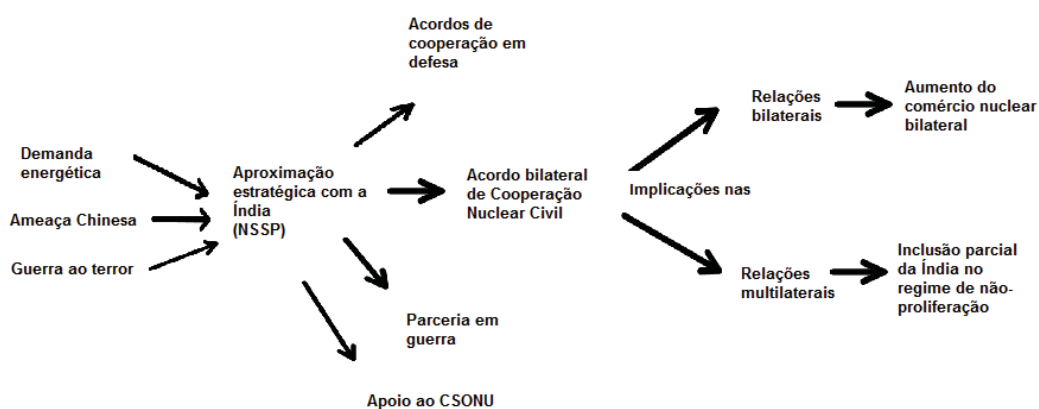 Demanda
energética
Ameaça Chinesa
Guerra ao terror
Aproximação
estratégica com a
Índia
(NSSP)
Acordos de
cooperação em
defesa
Acordo bilateral
de Cooperação
Nuclear Civil
Parceria em
guerra
Apoio ao CSONU
Implicações nas
Relações
bilaterais
Aumento do
comércio nuclear
bilateral
Relações
multilaterais
Inclusão parcial
da Índia no
regime de não-
proliferação